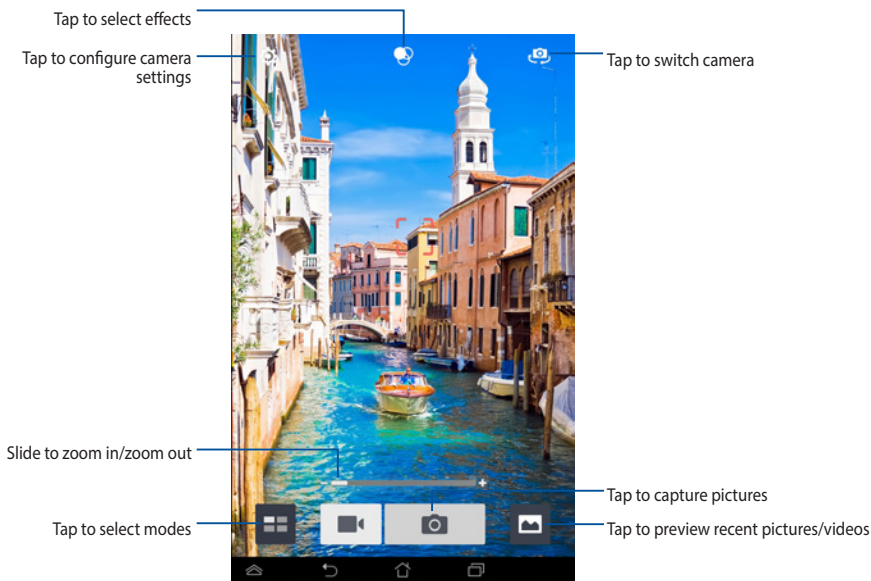 Tap to select effects
Tap to configure camera
settings
Tap to switch camera
Slide to zoom in/zoom out
Tap to capture pictures
Tap to select modes
Tap to preview recent pictures/videos